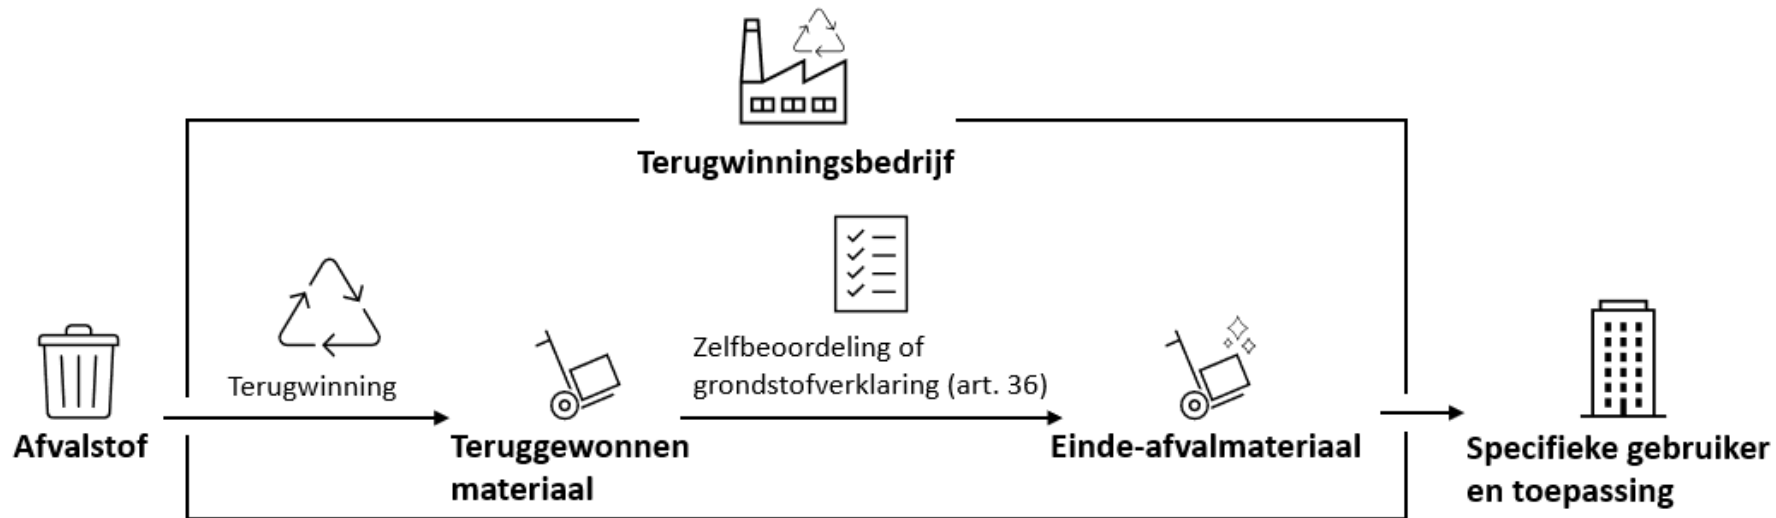 Terugwinningsbedrijf
Zelfbeoordeling of
grondstofverklaring (art. 36)
Terugwinning
Afvalstof
Teruggewonnen
materiaal
Einde-afvalmateriaal
Specifieke gebruiker
en toepassing